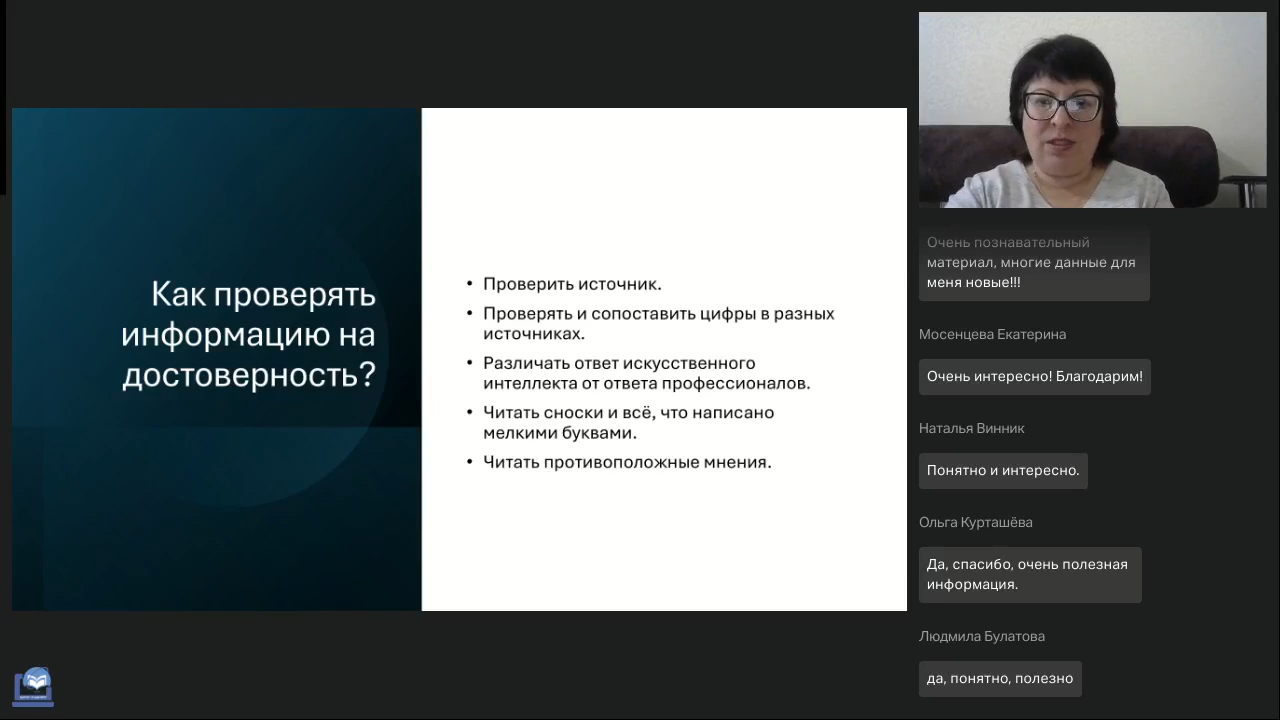 Как проверять
информацию на
достоверность?
• Проверить источник.
• Проверять и сопоставить цифры в разных
источниках.
• Различать ответ искусственного
интеллекта от ответа профессионалов.
• Читать сноски и всё, что написано
мелкими буквами.
• Читать противоположные мнения.
Очень познавательный
материал, многие данные для
меня новые!!!
Мосенцева Екатерина
Очень интересно! Благодарим!
Наталья Винник
Понятно и интересно.
Ольга Курташёва
Да, спасибо, очень полезная
информация.
Людмила Булатова
да, понятно, полезно